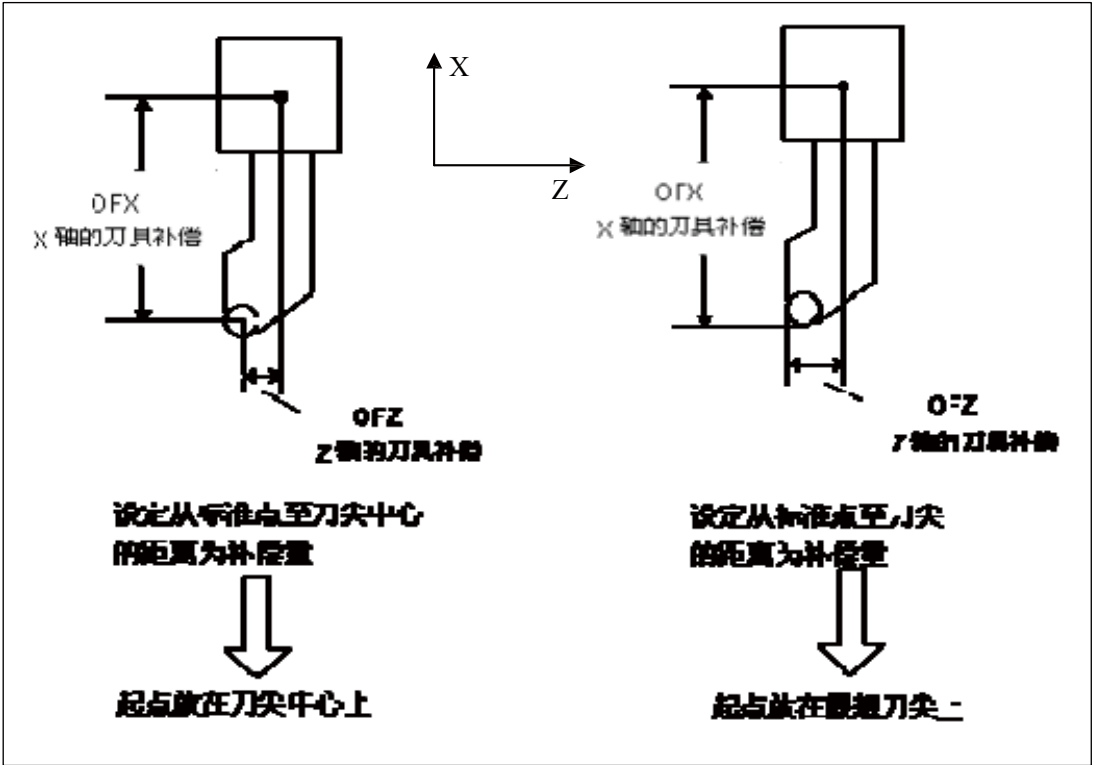 X
Z
OFX
X 轴的刀具补偿
OFZ
Z 轴的刀具补偿
设定从标准点至刀尖中心
的距离为补偿量
起点放在刀尖中心上
OFX
X 轴的刀具补偿
OFZ
Z 轴的刀具补偿
设定从标准点至刀尖
的距离为补偿量
起点放在假想刀尖上